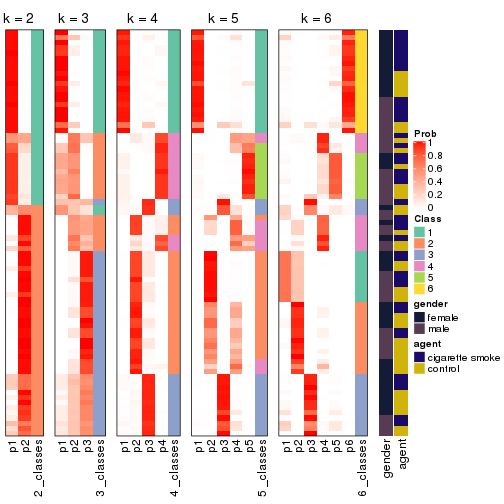 k = 2 k = 3 k = 4 k = 5 k = 6
Prob
1
0.8
0.6
0.4
0.2
0
Class
1
2
3
4
5
6
gender
female
male
agent
cigarette smoke
control
p1 p2 2_classes p1 p2 p3 3_classes p1 p2 p3 p4 4_classes p1 p2 p3 p4 p5 5_classes p1 p2 p3 p4 p5 p6 6_classes gender agent